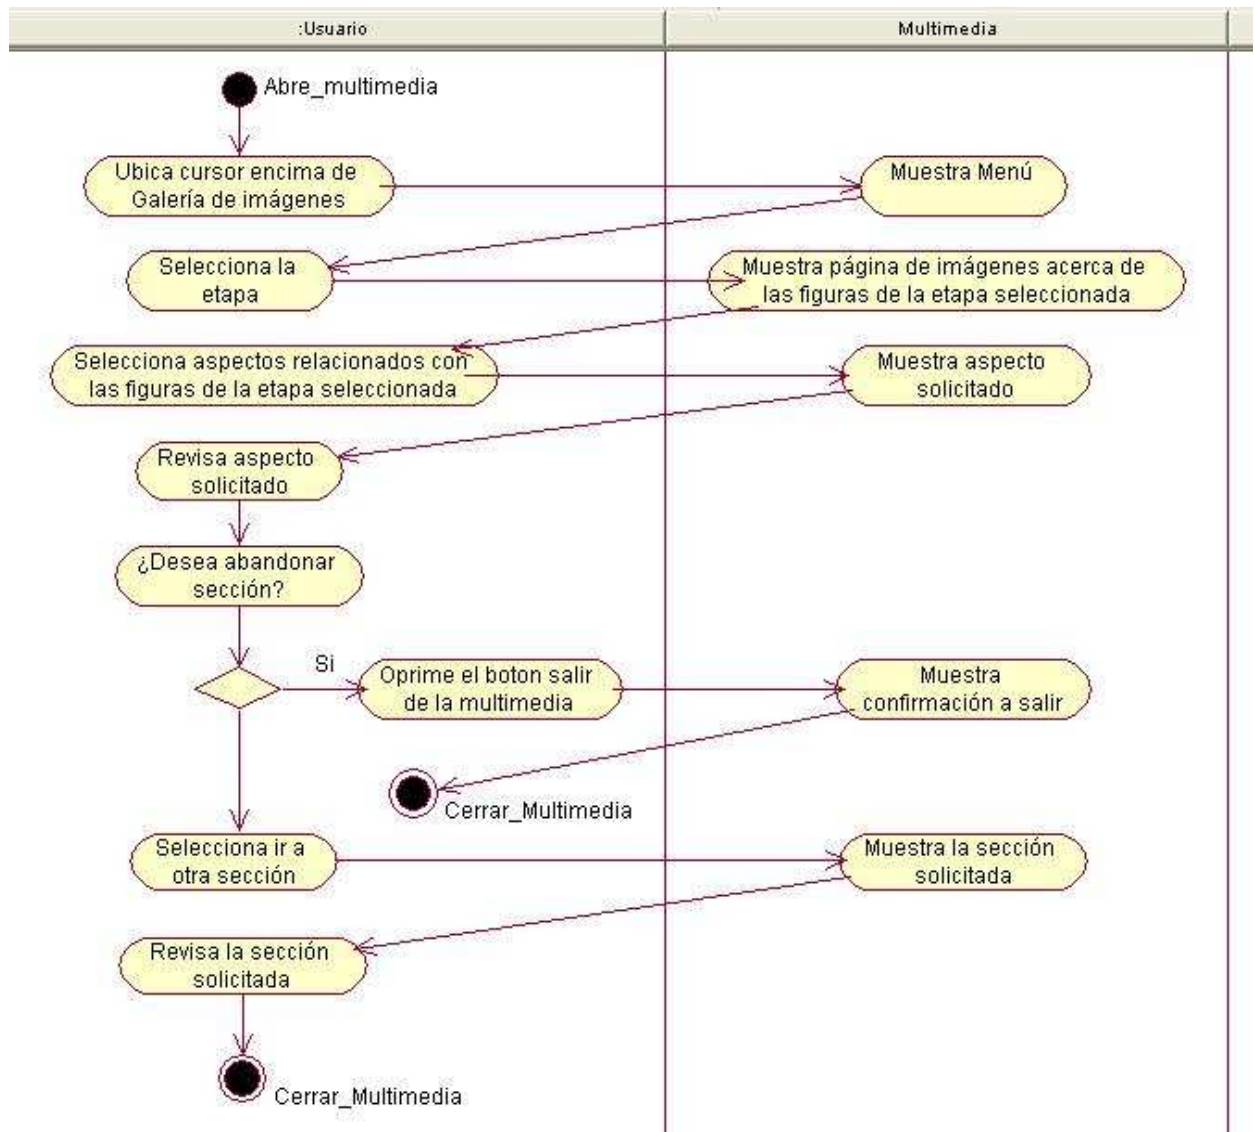 :Usuario
Multimedia
Abre_multimedia
Ubica cursor encima de
Galería de imágenes
Muestra Menú
Selecciona la
etapa
Muestra página de imágenes acerca de
las figuras de la etapa seleccionada
Selecciona aspectos relacionados con
las figuras de la etapa seleccionada
Muestra aspecto
solicitado
Revisa aspecto
solicitado
¿Desea abandonar
sección?
Si
Oprime el boton salir
de la multimedia
Muestra
confirmación a salir
Cerrar_Multimedia
Selecciona ir a
otra sección
Muestra la sección
solicitada
Revisa la sección
solicitada
Cerrar_Multimedia